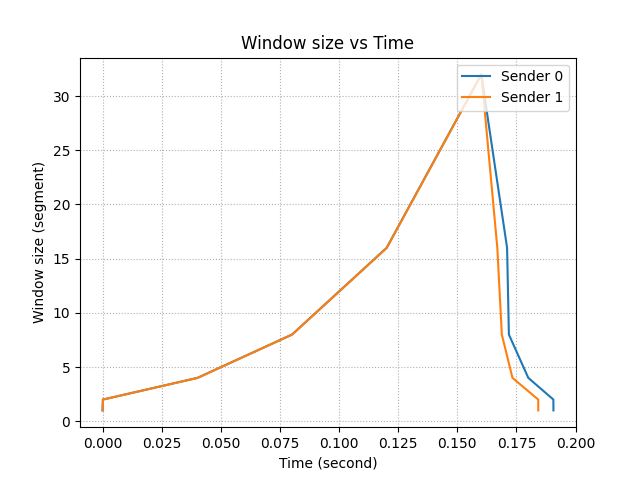 Window size vs Time
Sender 0
Sender 1
Window size (segment)
30
25
20
15
10
5
0
0.000 0.025 0.050 0.075 0.100 0.125 0.150 0.175 0.200
Time (second)